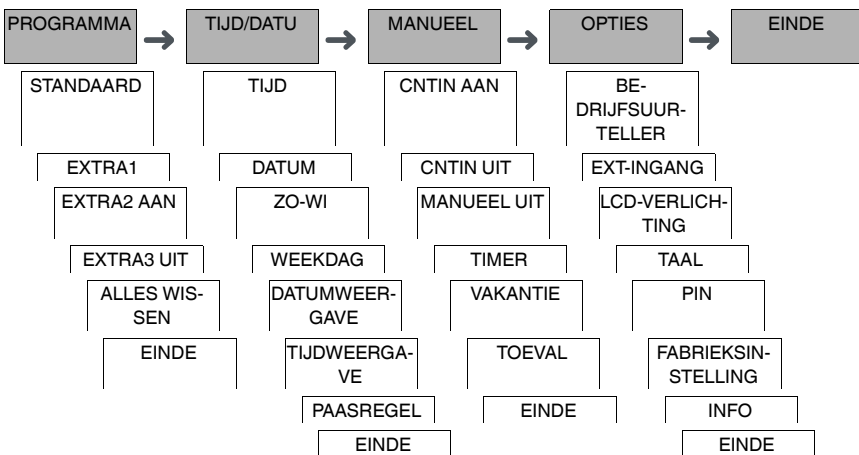 PROGRAMMA
TIJD/DATU
MANUEEL
OPTIES
EINDE
STANDAARD
EXTRA1
EXTRA2 AAN
EXTRA3 UIT
ALLES WIS-
SEN
EINDE
TIJD
DATUM
ZO-WI
WEEKDAG
DATUMWEER-
GAVE
TIJDWEERGA-
VE
PAASREGEL
EINDE
CNTIN AAN
CNTIN UIT
MANUEEL UIT
TIMER
VAKANTIE
TOEVAL
EINDE
BE-
DRIJFSUUR-
TELLER
EXT-INGANG
LCD-VERLICH-
TING
TAAL
PIN
FABRIEKSIN-
STELLING
INFO
EINDE